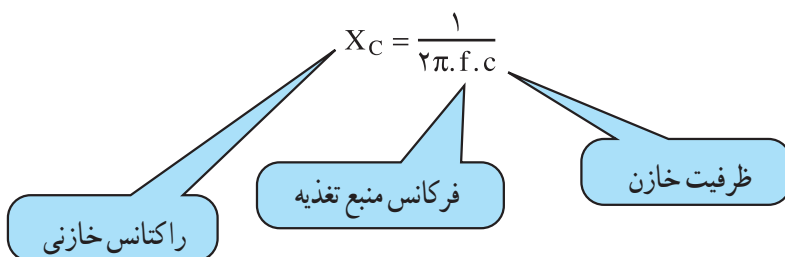 X_C = ۱ / ۲π.f.c
ظرفیت خازن
فرکانس منبع تغذیه
راکتانس خازنی